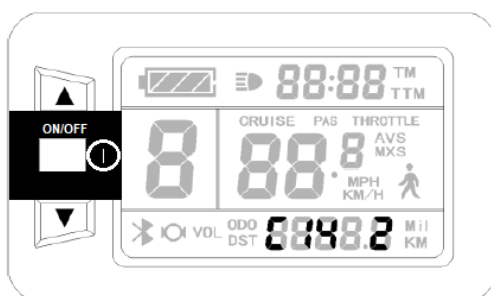 88:88 TM
TTM
ON/OFF
8
CRUISE PAS THROTTLE
88.8 AVS
MXS
MPH
KM/H
VOL ODO
DST C14 2 Mil
KM